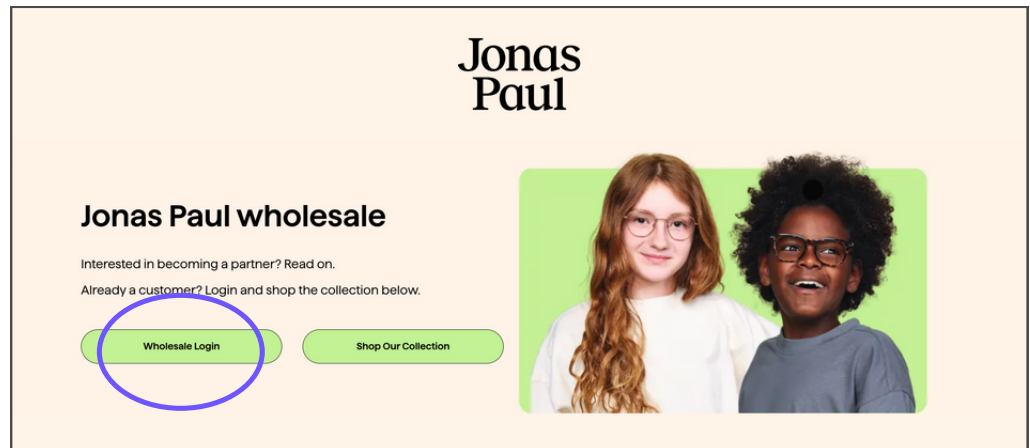 Jonas
Paul
Jonas Paul wholesale
Interested in becoming a partner? Read on.
Already a customer? Login and shop the collection below.
Wholesale Login
Shop Our Collection